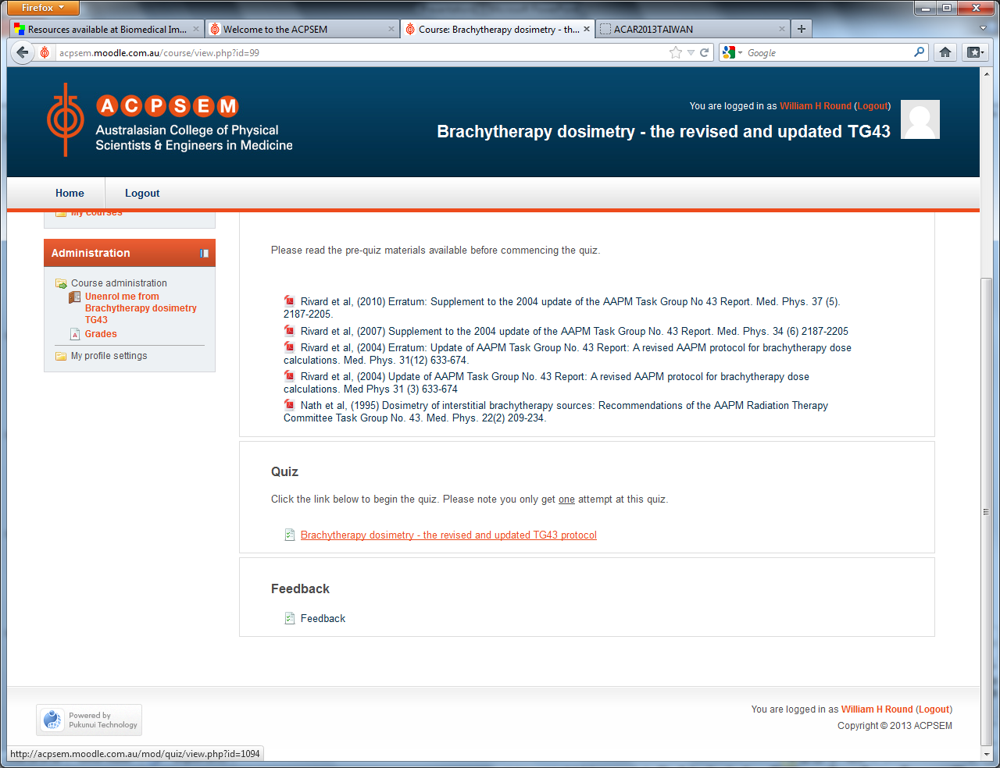 Firefox
Resources available at Biomedical Im...
Welcome to the ACPSEM
Course: Brachytherapy dosimetry - th...
ACAR2013TAIWAN
acpsem.moodle.com.au/course/view.php?id=99
Google
ACPSEM
Australasian College of Physical
Scientists & Engineers in Medicine
You are logged in as William H Round (Logout)
Brachytherapy dosimetry - the revised and updated TG43
Home
Logout
My courses
Administration
Course administration
Unenrol me from
Brachytherapy dosimetry
TG43
Grades
My profile settings
Please read the pre-quiz materials available before commencing the quiz.
Rivard et al, (2010) Erratum: Supplement to the 2004 update of the AAPM Task Group No 43 Report. Med. Phys. 37 (5).
2187-2205.
Rivard et al, (2007) Supplement to the 2004 update of the AAPM Task Group No. 43 Report. Med. Phys. 34 (6) 2187-2205
Rivard et al, (2004) Erratum: Update of AAPM Task Group No. 43 Report: A revised AAPM protocol for brachytherapy dose
calculations. Med. Phys. 31(12) 633-674.
Rivard et al, (2004) Update of AAPM Task Group No. 43 Report: A revised AAPM protocol for brachytherapy dose
calculations. Med Phys 31 (3) 633-674
Nath et al, (1995) Dosimetry of interstitial brachytherapy sources: Recommendations of the AAPM Radiation Therapy
Committee Task Group No. 43. Med. Phys. 22(2) 209-234.
Quiz
Click the link below to begin the quiz. Please note you only get one attempt at this quiz.
Brachytherapy dosimetry - the revised and updated TG43 protocol
Feedback
Feedback
Powered by
Pukunui Technology
You are logged in as William H Round (Logout)
Copyright © 2013 ACPSEM
http://acpsem.moodle.com.au/mod/quiz/view.php?id=1094